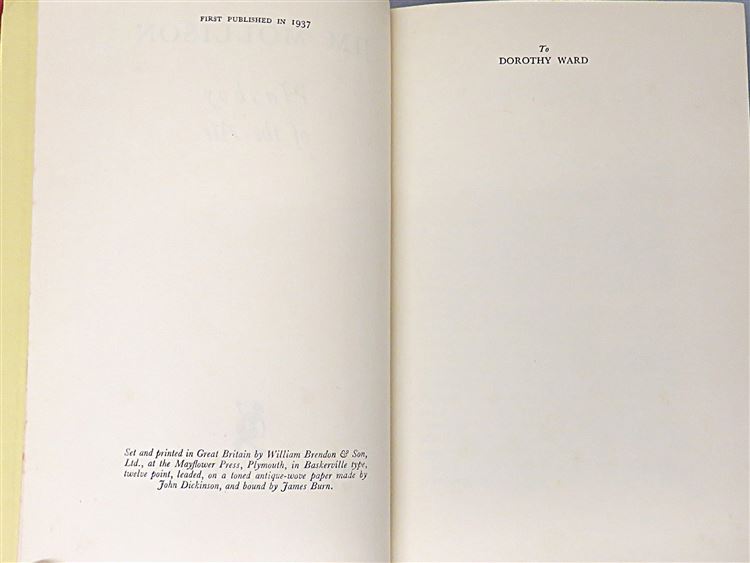 FIRST PUBLISHED IN 1937
Set and printed in Great Britain by William Brendon & Son,
Ltd., at the Mayflower Press, Plymouth, in Baskerville type,
twelve point, leaded, on a toned antique-wove paper made by
John Dickinson, and bound by James Burn.
To
DOROTHY WARD